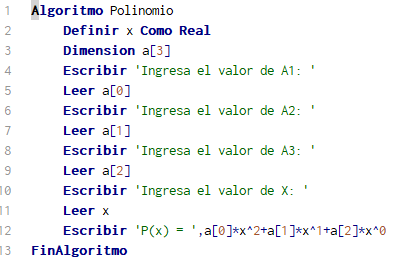 1 Algoritmo Polinomio
2 Definir x Como Real
3 Dimension a[3]
4 Escribir 'Ingresa el valor de A1: '
5 Leer a[0]
6 Escribir 'Ingresa el valor de A2: '
7 Leer a[1]
8 Escribir 'Ingresa el valor de A3: '
9 Leer a[2]
10 Escribir 'Ingresa el valor de X: '
11 Leer x
12 Escribir 'P(x) = ',a[0]*x^2+a[1]*x^1+a[2]*x^0
13 FinAlgoritmo